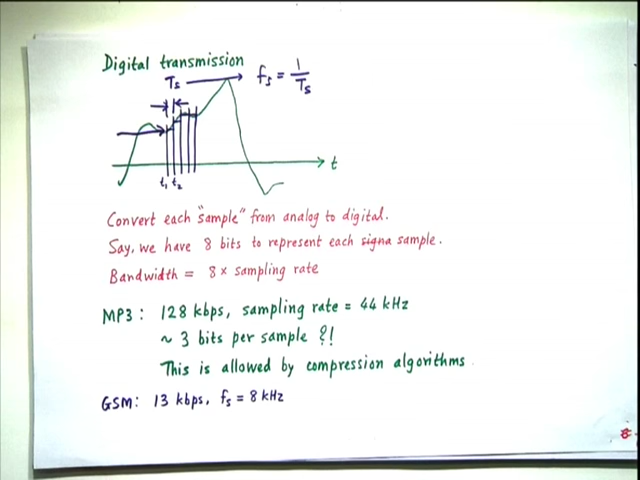 Digital transmission
Ts fs = 1/Ts
t
t1 t2
Convert each "sample" from analog to digital.
Say, we have 8 bits to represent each signa sample.
Bandwidth = 8 x sampling rate
MP3: 128 kbps, sampling rate = 44 kHz
~ 3 bits per sample ?!
This is allowed by compression algorithms
GSM: 13 kbps, fs = 8 kHz